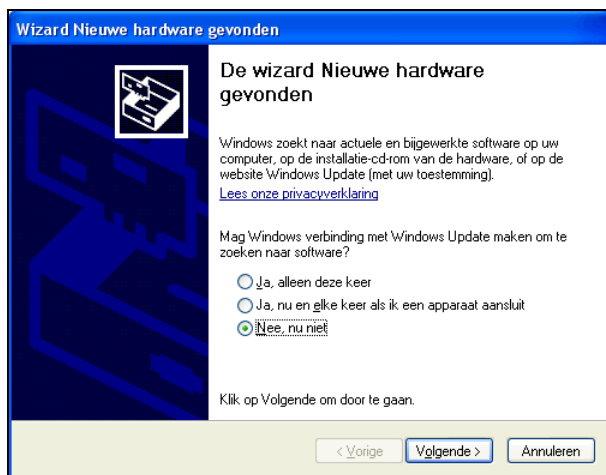 Wizard Nieuwe hardware gevonden
De wizard Nieuwe hardware
gevonden
Windows zoekt naar actuele en bijgewerkte software op uw
computer, op de installatie-cd-rom van de hardware, of op de
website Windows Update (met uw toestemming).
Lees onze privacyverklaring
Mag Windows verbinding met Windows Update maken om te
zoeken naar software?
Ja, alleen deze keer
Ja, nu en elke keer als ik een apparaat aansluit
Nee, nu niet
Klik op Volgende om door te gaan.
< Vorige Volgende > Annuleren